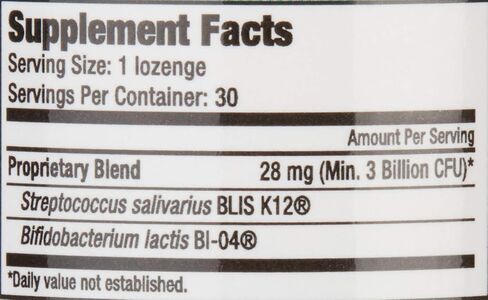 Supplement Facts
Serving Size: 1 lozenge
Servings Per Container: 30
Amount Per Serving
Proprietary Blend 28 mg (Min. 3 Billion CFU)*
Streptococcus salivarius BLIS K12®
Bifidobacterium lactis Bl-04®
*Daily value not established.